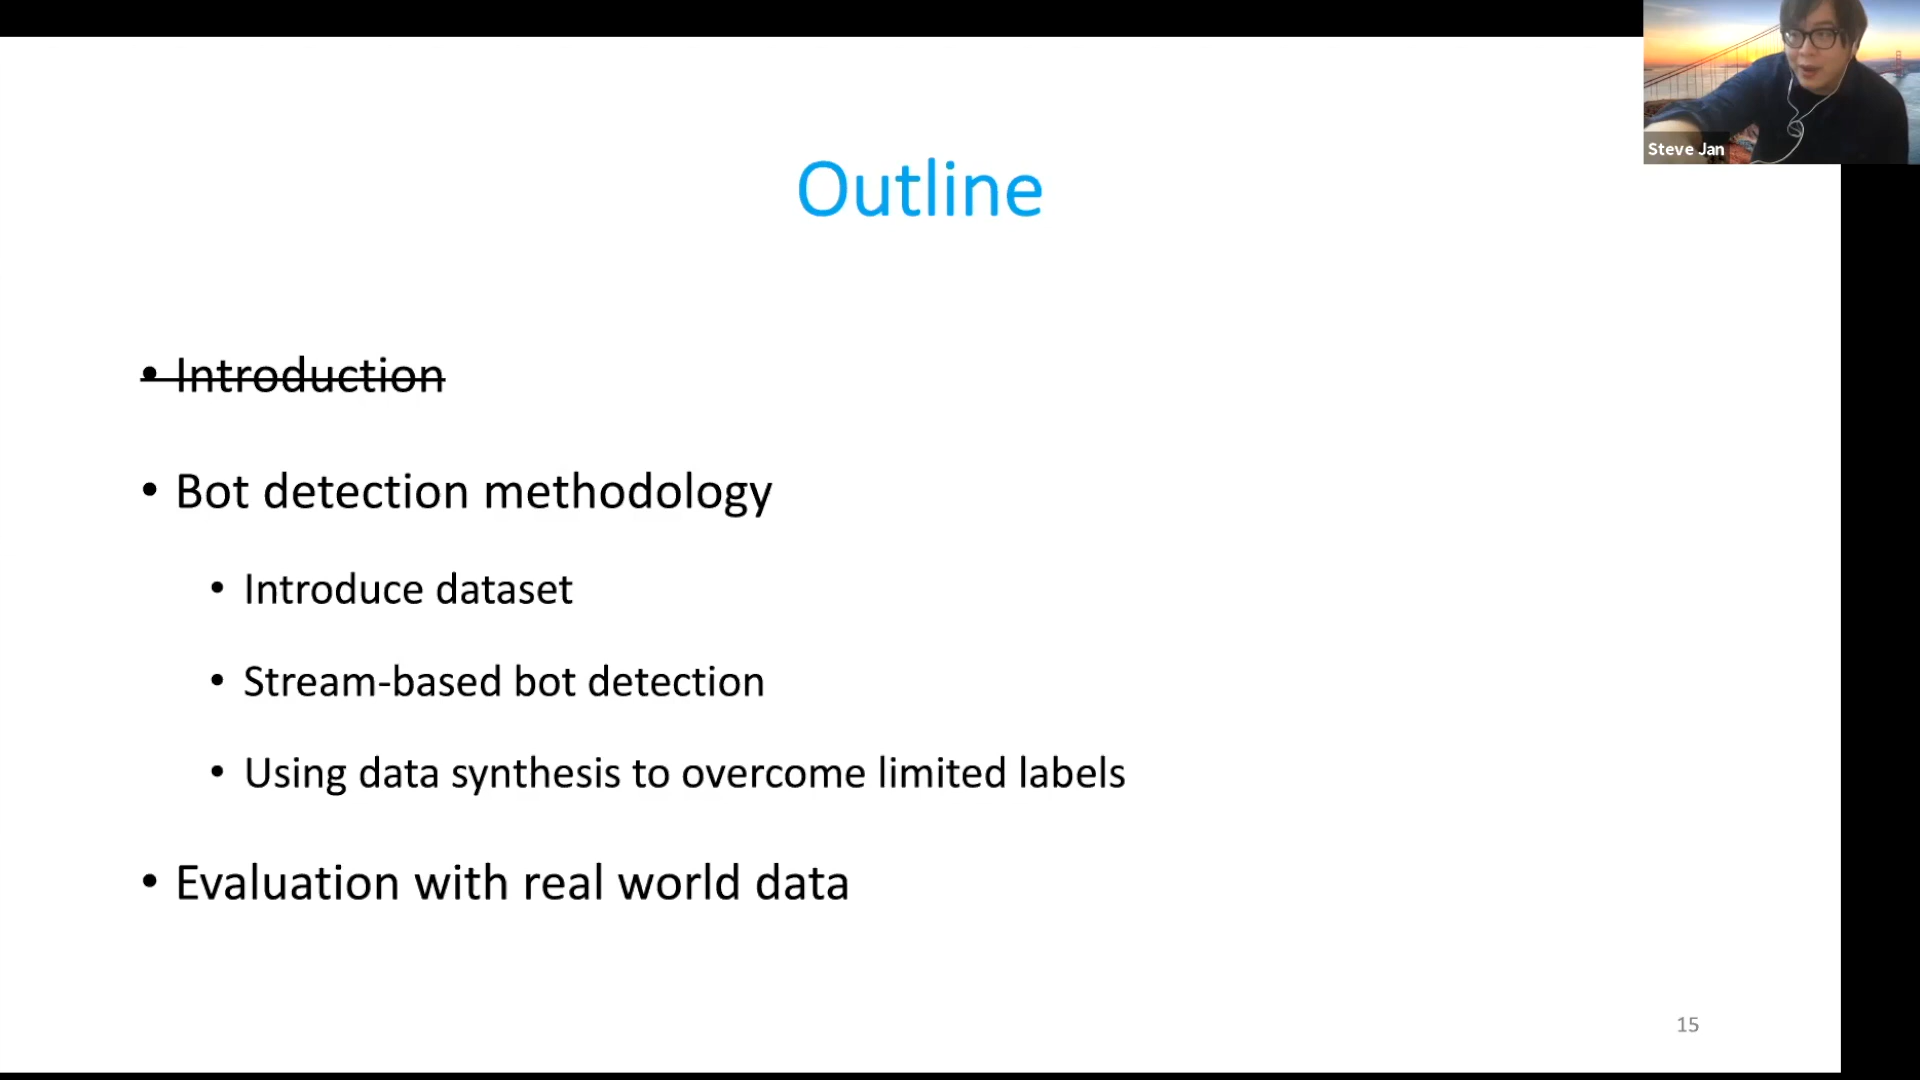 Steve Jan
Outline
• Introduction
• Bot detection methodology
• Introduce dataset
• Stream-based bot detection
• Using data synthesis to overcome limited labels
• Evaluation with real world data
15